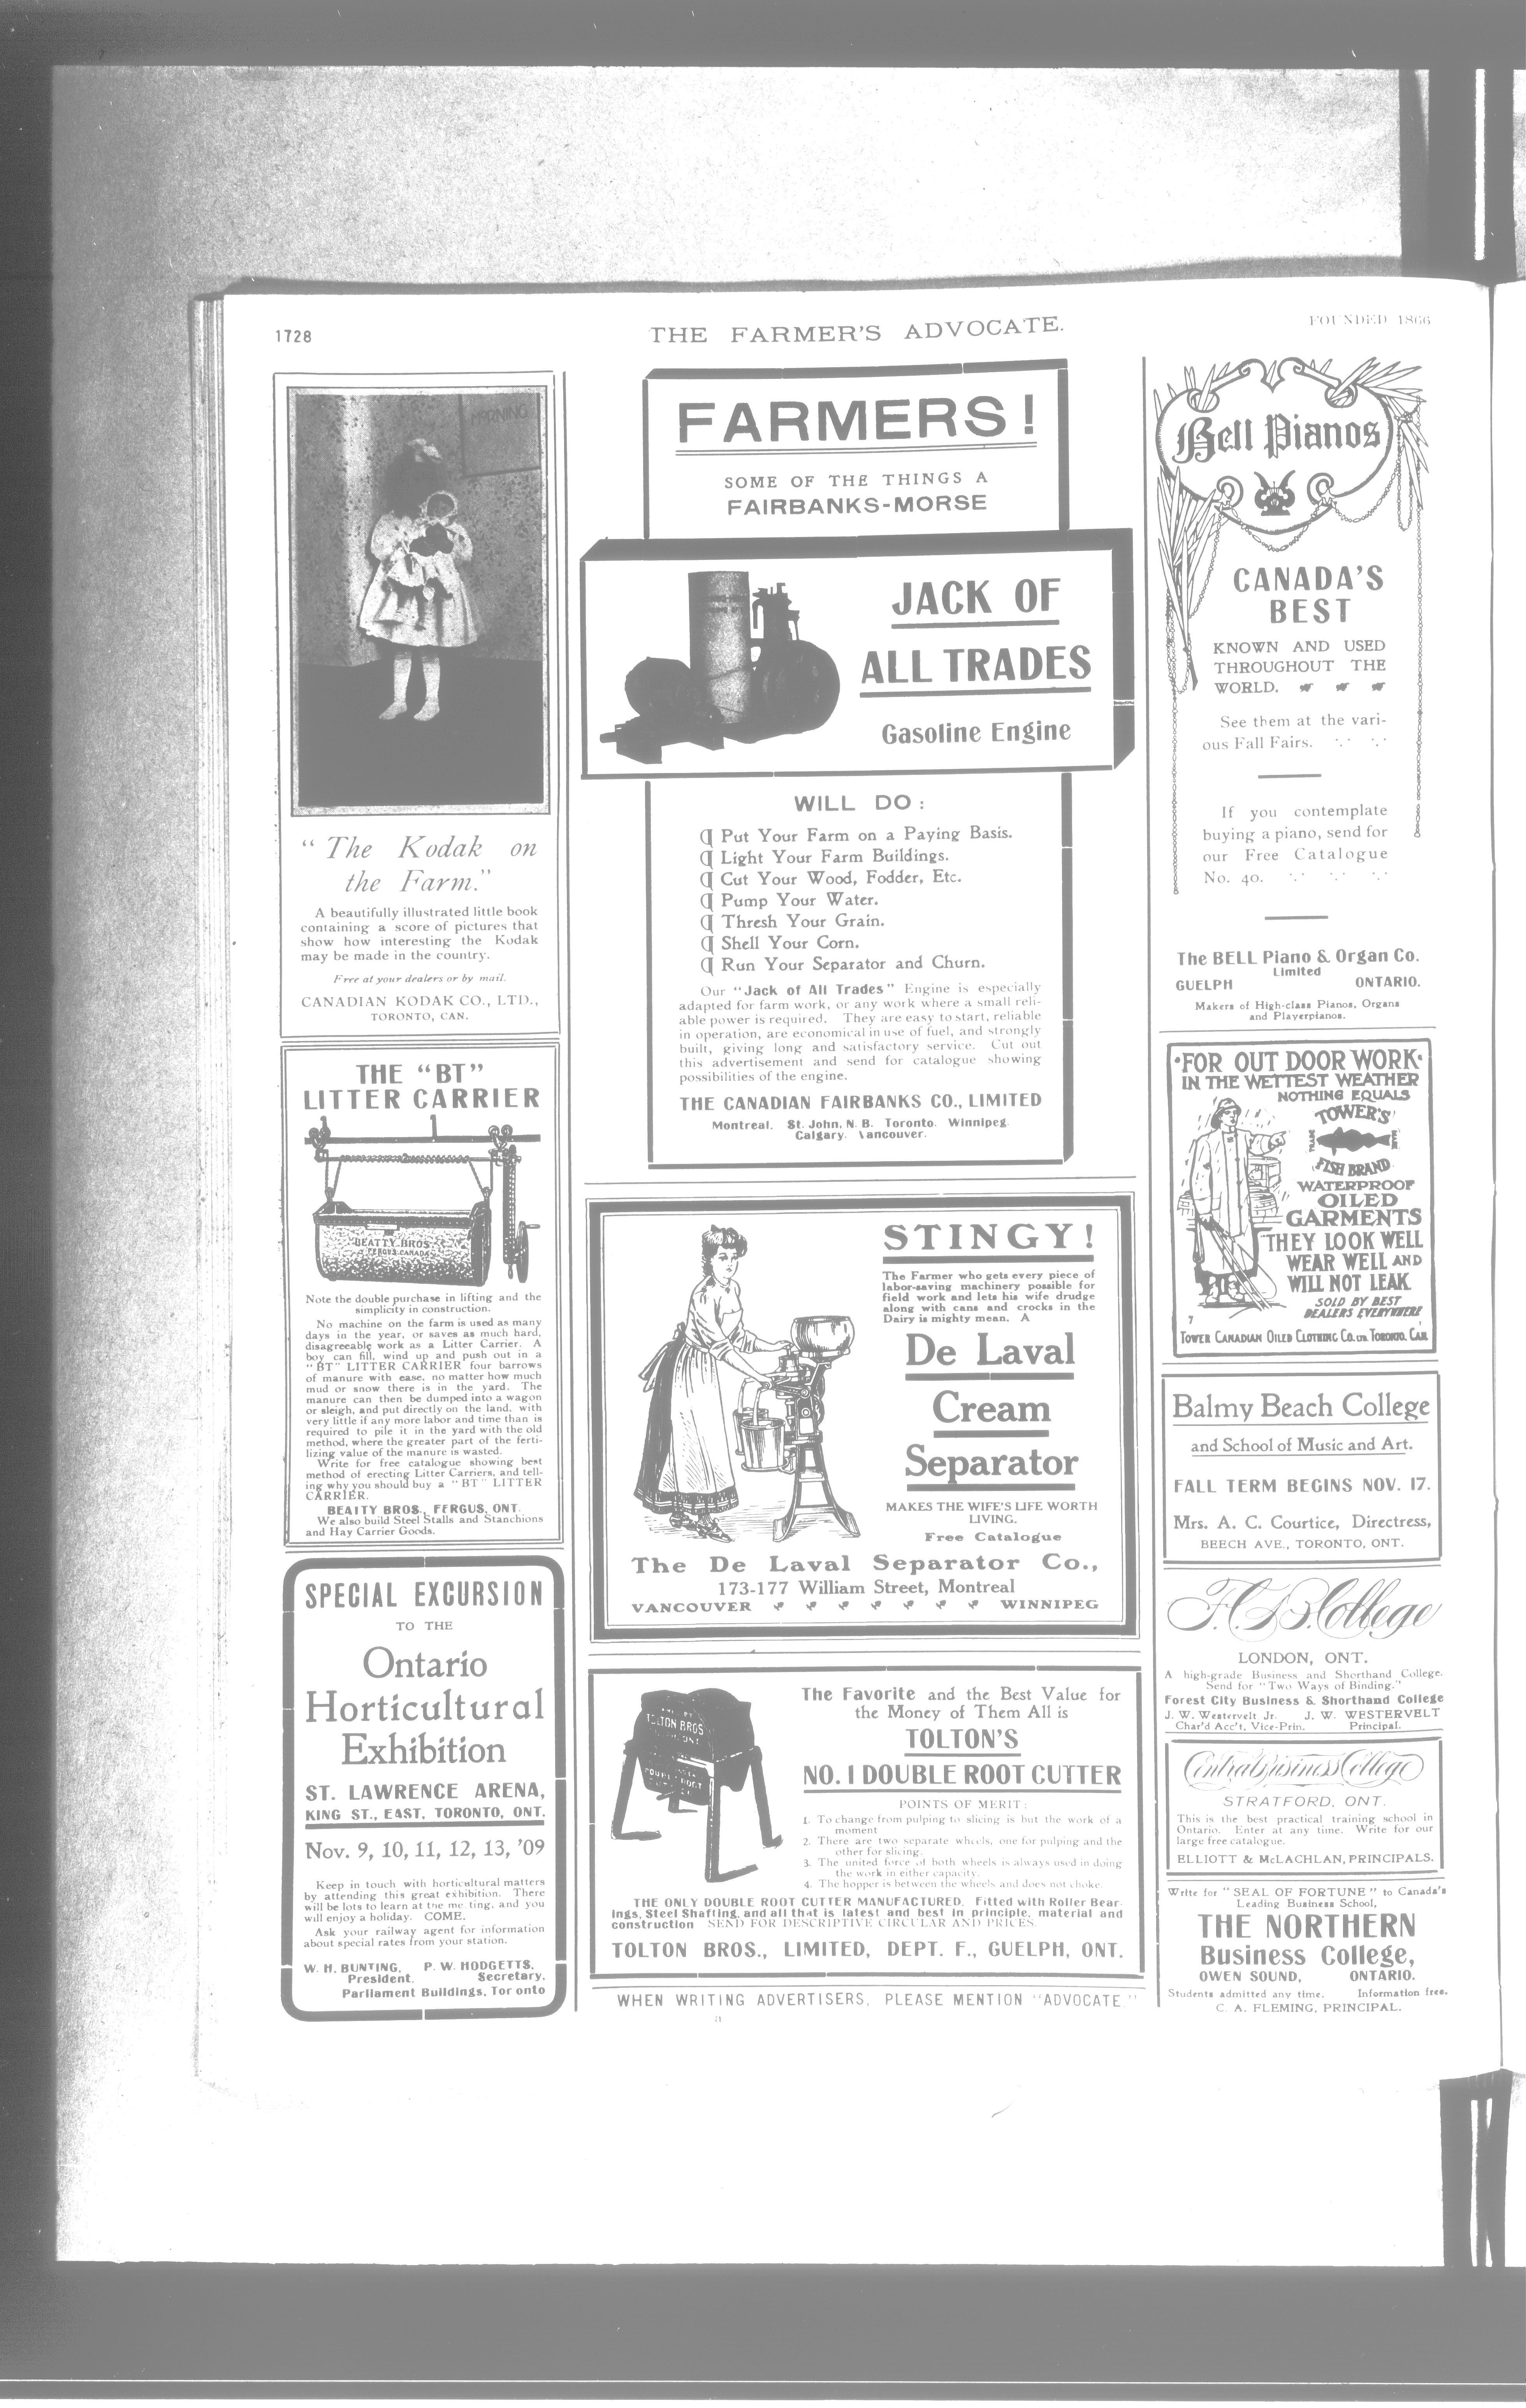 1728
THE FARMER'S ADVOCATE.
FOUNDED 1866
MORNING
" The Kodak on
the Farm."
A beautifully illustrated little book
containing a score of pictures that
show how interesting the Kodak
may be made in the country.
Free at your dealers or by mail.
CANADIAN KODAK CO., LTD.,
TORONTO, CAN.
THE "BT"
LITTER CARRIER
BEATTY BROS
FERGUS, CANADA
Note the double purchase in lifting and the
simplicity in construction.
No machine on the farm is used as many
days in the year, or saves as much hard,
disagreeable work as a Litter Carrier. A
boy can fill, wind up and push out in a
"BT" LITTER CARRIER four barrows
of manure with ease, no matter how much
mud or snow there is in the yard. The
manure can then be dumped into a wagon
or sleigh, and put directly on the land, with
very little if any more labor and time than is
required to pile it in the yard with the old
method, where the greater part of the ferti-
lizing value of the manure is wasted.
Write for free catalogue showing best
method of erecting Litter Carriers, and tell-
ing why you should buy a "BT" LITTER
CARRIER.
BEATTY BROS., FERGUS, ONT.
We also build Steel Stalls and Stanchions
and Hay Carrier Goods.
SPECIAL EXCURSION
TO THE
Ontario
Horticultural
Exhibition
ST. LAWRENCE ARENA,
KING ST., EAST, TORONTO, ONT.
Nov. 9, 10, 11, 12, 13, '09
Keep in touch with horticultural matters
by attending this great exhibition. There
will be lots to learn at the me ting, and you
will enjoy a holiday. COME.
Ask your railway agent for information
about special rates from your station.
W. H. BUNTING, P. W. HODGETTS,
President. Secretary,
Parliament Buildings, Toronto
FARMERS!
SOME OF THE THINGS A
FAIRBANKS-MORSE
JACK OF
ALL TRADES
Gasoline Engine
WILL DO:
¶ Put Your Farm on a Paying Basis.
¶ Light Your Farm Buildings.
¶ Cut Your Wood, Fodder, Etc.
¶ Pump Your Water.
¶ Thresh Your Grain.
¶ Shell Your Corn.
¶ Run Your Separator and Churn.
Our "Jack of All Trades" Engine is especially
adapted for farm work, or any work where a small reli-
able power is required. They are easy to start, reliable
in operation, are economical in use of fuel, and strongly
built, giving long and satisfactory service. Cut out
this advertisement and send for catalogue showing
possibilities of the engine.
THE CANADIAN FAIRBANKS CO., LIMITED
Montreal. St. John, N. B. Toronto. Winnipeg.
Calgary. Vancouver.
STINGY!
The Farmer who gets every piece of
labor-saving machinery possible for
field work and lets his wife drudge
along with cans and crocks in the
Dairy is mighty mean. A
De Laval
Cream
Separator
MAKES THE WIFE'S LIFE WORTH
LIVING.
Free Catalogue
The De Laval Separator Co.,
173-177 William Street, Montreal
VANCOUVER WINNIPEG
TOLTON BROS
The Favorite and the Best Value for
the Money of Them All is
TOLTON'S
NO. 1 DOUBLE ROOT CUTTER
POINTS OF MERIT:
1. To change from pulping to slicing is but the work of a
moment
2. There are two separate wheels, one for pulping and the
other for slicing.
3. The united force of both wheels is always used in doing
the work in either capacity.
4. The hopper is between the wheels and does not choke.
THE ONLY DOUBLE ROOT CUTTER MANUFACTURED. Fitted with Roller Bear-
ings, Steel Shafting, and all that is latest and best in principle, material and
construction SEND FOR DESCRIPTIVE CIRCULAR AND PRICES.
TOLTON BROS., LIMITED, DEPT. F., GUELPH, ONT.
WHEN WRITING ADVERTISERS, PLEASE MENTION "ADVOCATE."
Bell Pianos
CANADA'S
BEST
KNOWN AND USED
THROUGHOUT THE
WORLD.
See them at the vari-
ous Fall Fairs.
If you contemplate
buying a piano, send for
our Free Catalogue
No. 40.
The BELL Piano & Organ Co.
Limited
GUELPH ONTARIO.
Makers of High-class Pianos, Organs
and Playerpianos.
FOR OUT DOOR WORK
IN THE WETTEST WEATHER
NOTHING EQUALS
TOWER'S
TRADE MARK
FISH BRAND
WATERPROOF
OILED
GARMENTS
THEY LOOK WELL
WEAR WELL AND
WILL NOT LEAK
SOLD BY BEST
DEALERS EVERYWHERE
7
TOWER CANADIAN OILED CLOTHING CO. LTD. TORONTO. CAN.
Balmy Beach College
and School of Music and Art.
FALL TERM BEGINS NOV. 17.
Mrs. A. C. Courtice, Directress,
BEECH AVE., TORONTO, ONT.
F.C.B. College
LONDON, ONT.
A high-grade Business and Shorthand College.
Send for "Two Ways of Binding."
Forest City Business & Shorthand College
J. W. Westervelt Jr. J. W. WESTERVELT
Char'd Acc't, Vice-Prin. Principal.
Central Business College
STRATFORD, ONT.
This is the best practical training school in
Ontario. Enter at any time. Write for our
large free catalogue.
ELLIOTT & McLACHLAN, PRINCIPALS.
Write for "SEAL OF FORTUNE" to Canada's
Leading Business School,
THE NORTHERN
Business College,
OWEN SOUND, ONTARIO.
Students admitted any time. Information free.
C. A. FLEMING, PRINCIPAL.